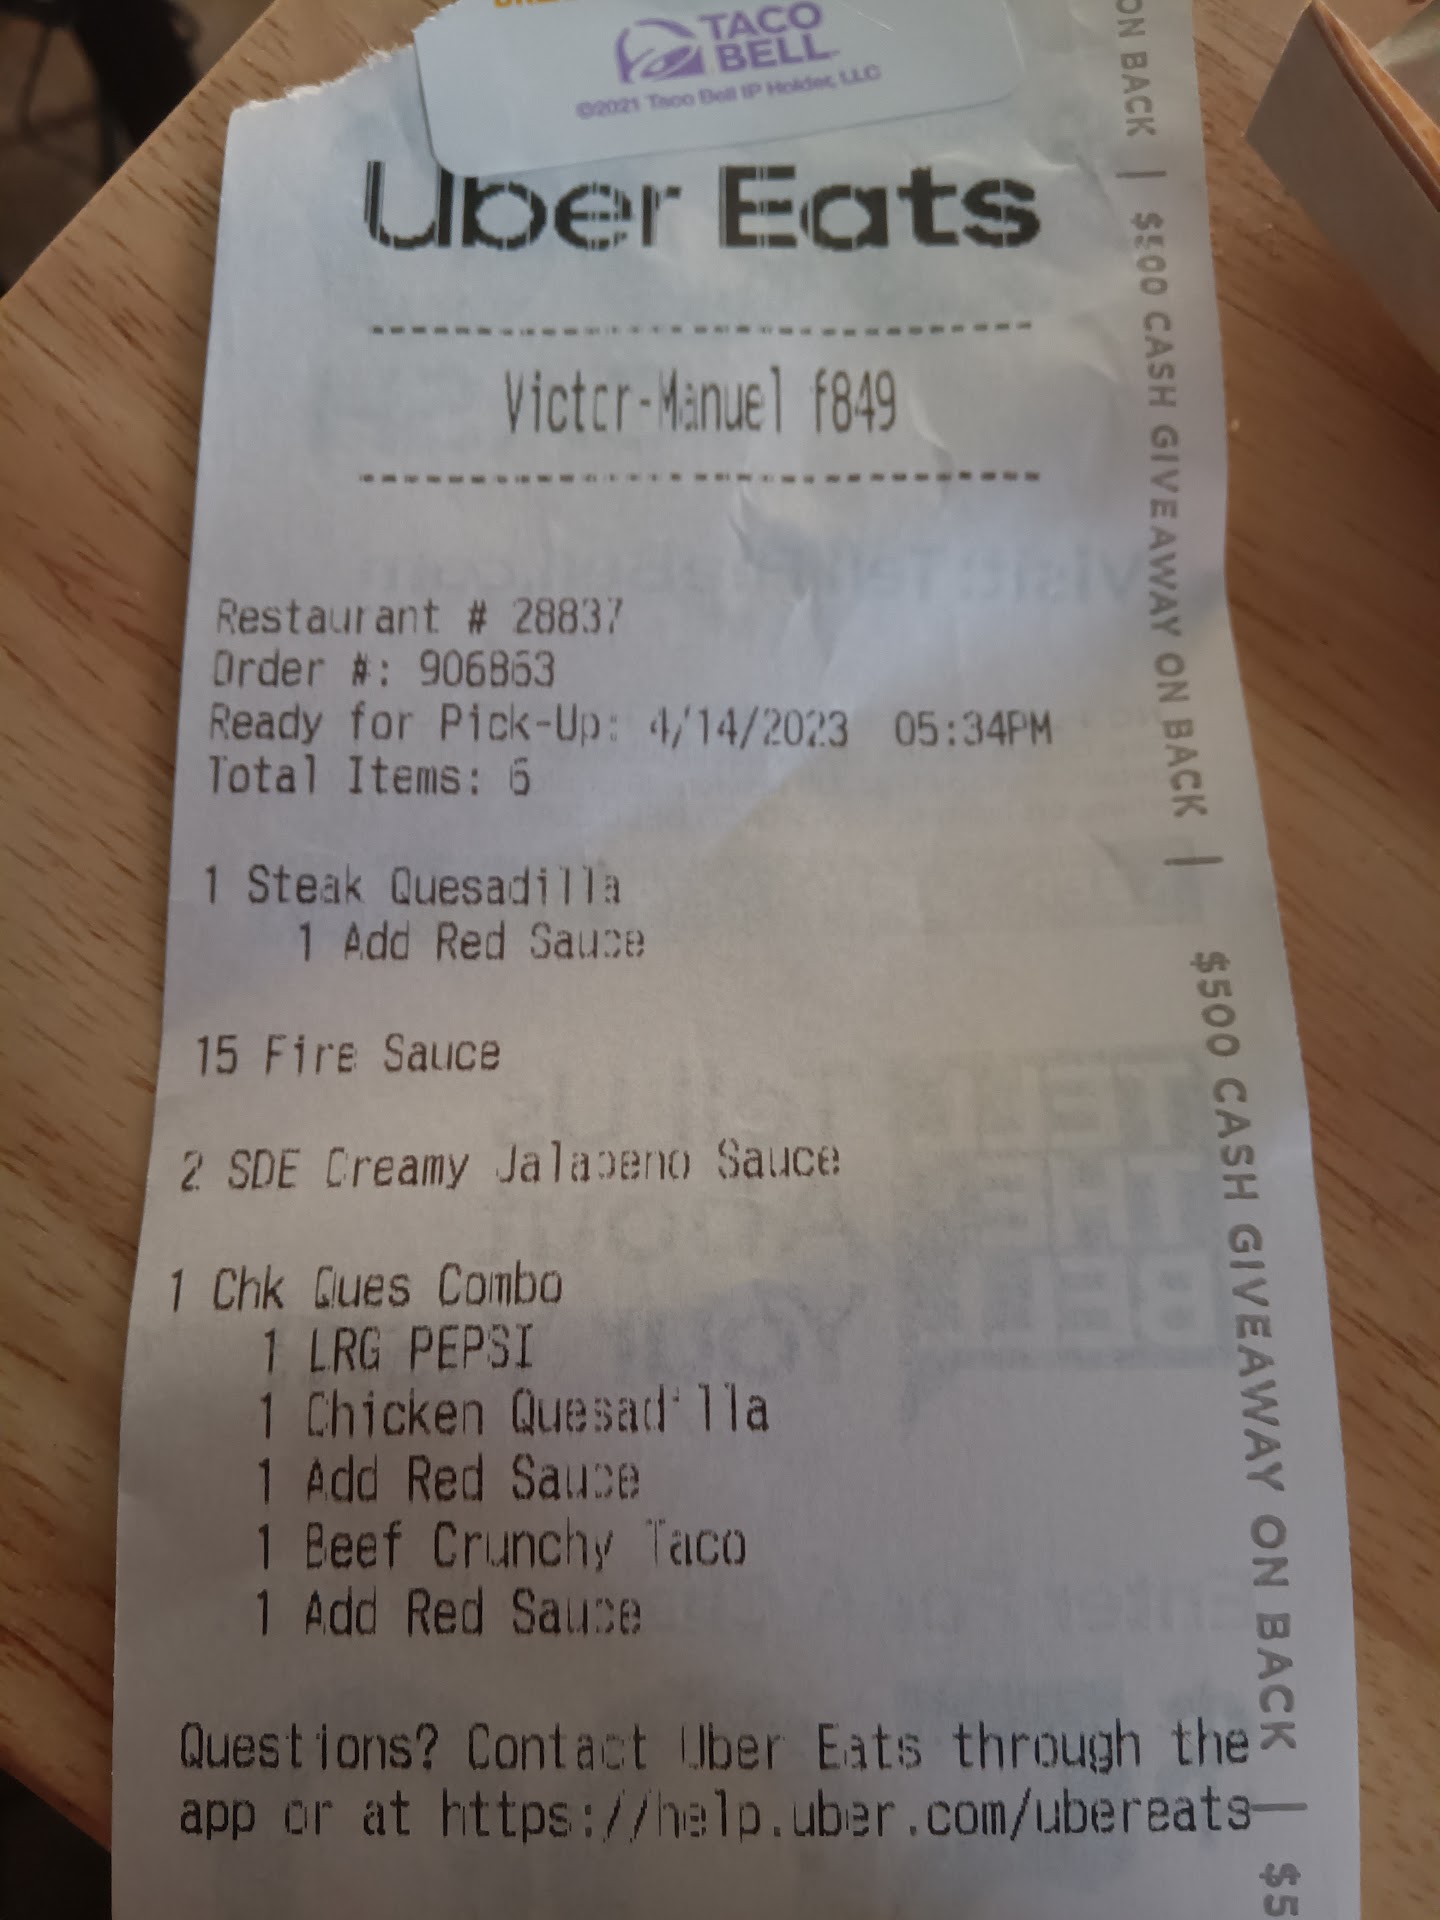 TACO
BELL
©2021 Taco Bell IP Holder, LLC
Uber Eats
Victor-Manuel f849
Restaurant # 28837
Order #: 906863
Ready for Pick-Up: 4/14/2023 05:34PM
Total Items: 6
1 Steak Quesadilla
1 Add Red Sauce
15 Fire Sauce
2 SDE Creamy Jalapeno Sauce
1 Chk Ques Combo
1 LRG PEPSI
1 Chicken Quesadilla
1 Add Red Sauce
1 Beef Crunchy Taco
1 Add Red Sauce
Questions? Contact Uber Eats through the
app or at https://help.uber.com/ubereats
ON BACK | $500 CASH GIVEAWAY ON BACK | $500 CASH GIVEAWAY ON BACK | $5